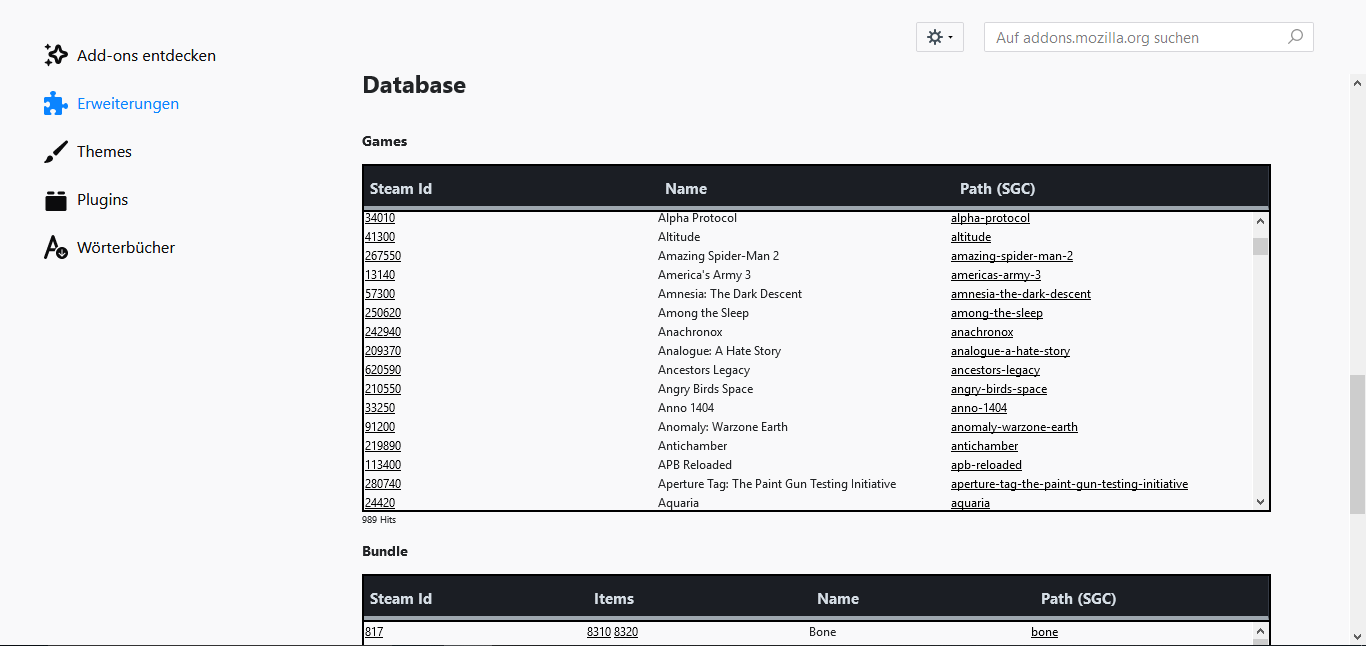 Add-ons entdecken
Erweiterungen
Themes
Plugins
Wörterbücher
Auf addons.mozilla.org suchen
Database
Games
Steam Id Name Path (SGC)
34010 Alpha Protocol alpha-protocol
41300 Altitude altitude
267550 Amazing Spider-Man 2 amazing-spider-man-2
13140 America's Army 3 americas-army-3
57300 Amnesia: The Dark Descent amnesia-the-dark-descent
250620 Among the Sleep among-the-sleep
242940 Anachronox anachronox
209370 Analogue: A Hate Story analogue-a-hate-story
620590 Ancestors Legacy ancestors-legacy
210550 Angry Birds Space angry-birds-space
33250 Anno 1404 anno-1404
91200 Anomaly: Warzone Earth anomaly-warzone-earth
219890 Antichamber antichamber
113400 APB Reloaded apb-reloaded
280740 Aperture Tag: The Paint Gun Testing Initiative aperture-tag-the-paint-gun-testing-initiative
24420 Aquaria aquaria
989 Hits
Bundle
Steam Id Items Name Path (SGC)
817 8310 8320 Bone bone